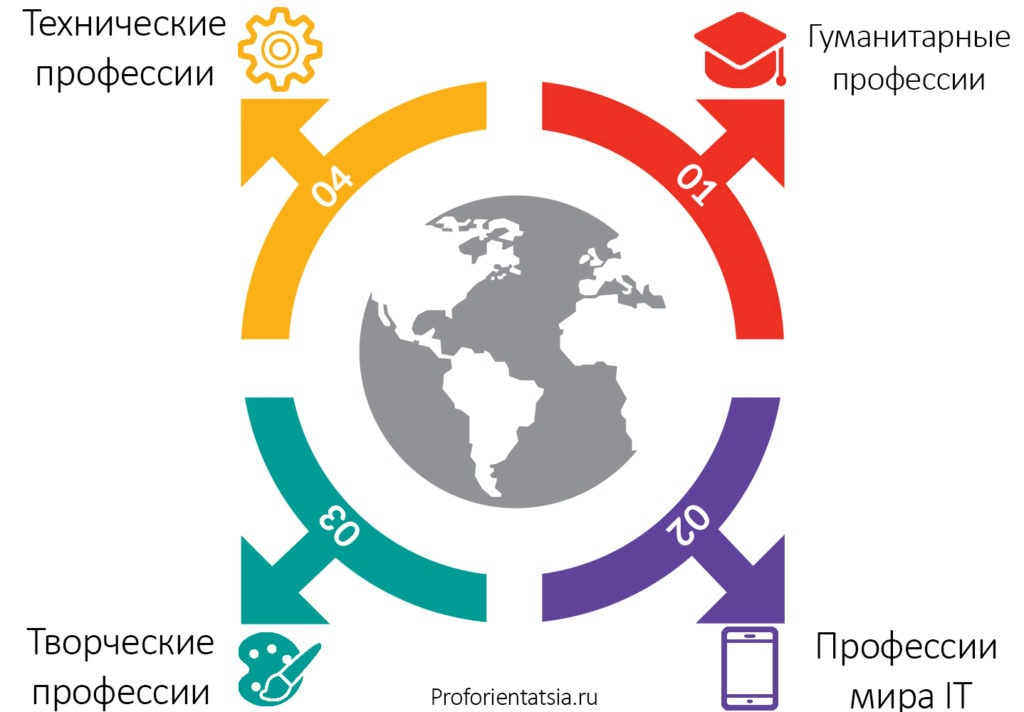 Технические
профессии
Гуманитарные
профессии
04
01
03
02
Творческие
профессии
Профессии
мира IT
Proforientatsia.ru